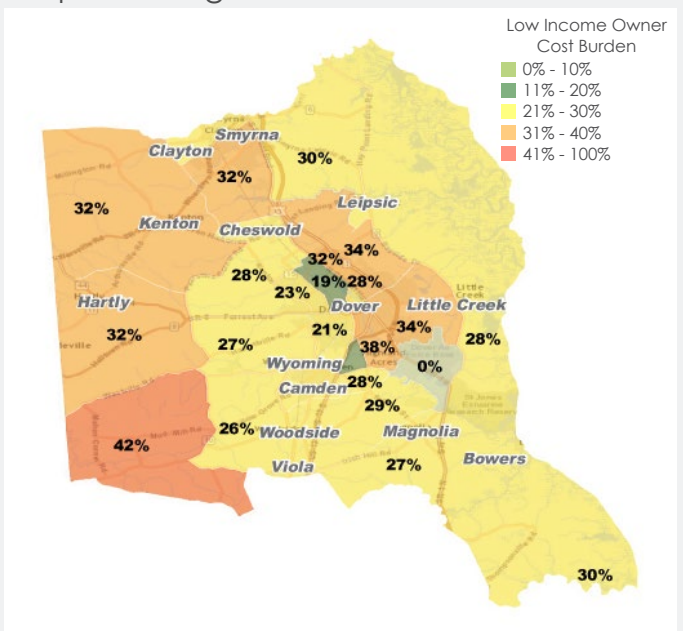 Low Income Owner
Cost Burden
0% - 10%
11% - 20%
21% - 30%
31% - 40%
41% - 100%
Smyrna
Clayton
30%
32%
32%
Leipsic
Kenton
Cheswold
34%
32%
28%
19%
28%
23%
Hartly
Dover
Little Creek
Little
Creek
21%
34%
28%
32%
27%
38%
Wyoming
0%
Camden
28%
29%
26%
Woodside
Magnolia
42%
Viola
27%
Bowers
30%